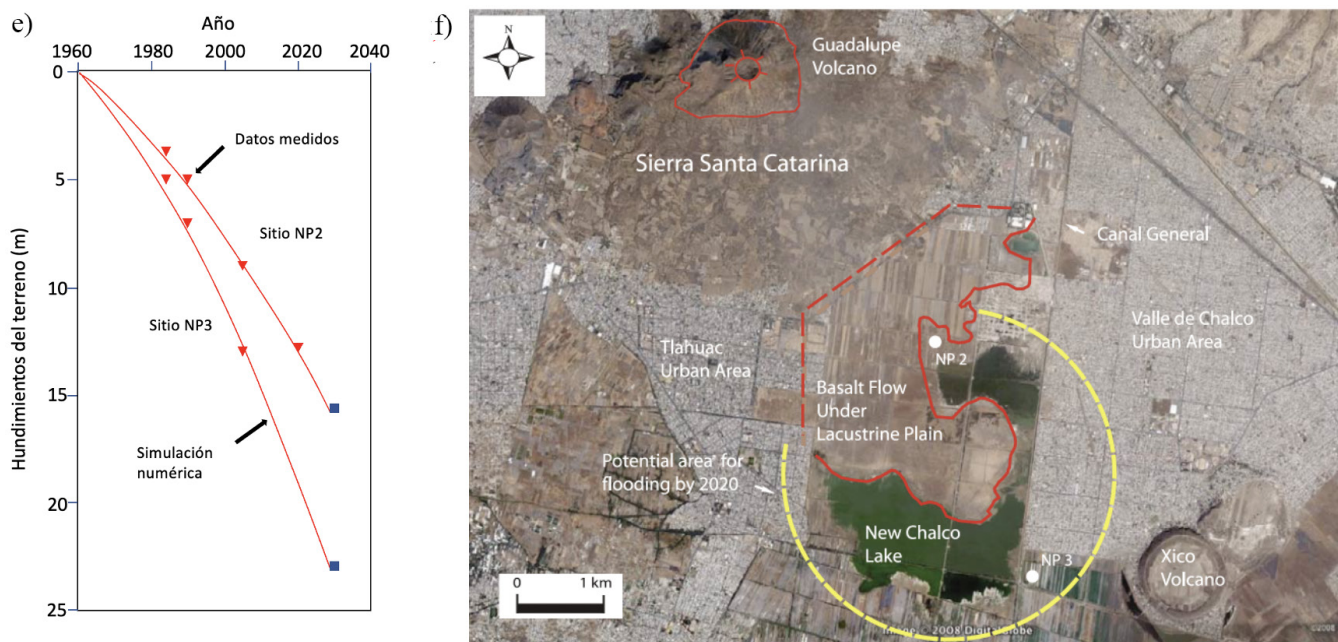 e)
Año
1960 1980 2000 2020 2040
0
5
10
15
20
25
Hundimientos del terreno (m)
Datos medidos
Sitio NP2
Sitio NP3
Simulación
numérica
f)
N
Guadalupe
Volcano
Sierra Santa Catarina
Canal General
Valle de Chalco
Urban Area
Tlahuac
Urban Area
NP 2
Basalt Flow
Under
Lacustrine Plain
Potential area for
flooding by 2020
New Chalco
Lake
NP 3
Xico
Volcano
0 1 km
Image © 2008 DigitalGlobe
©2008